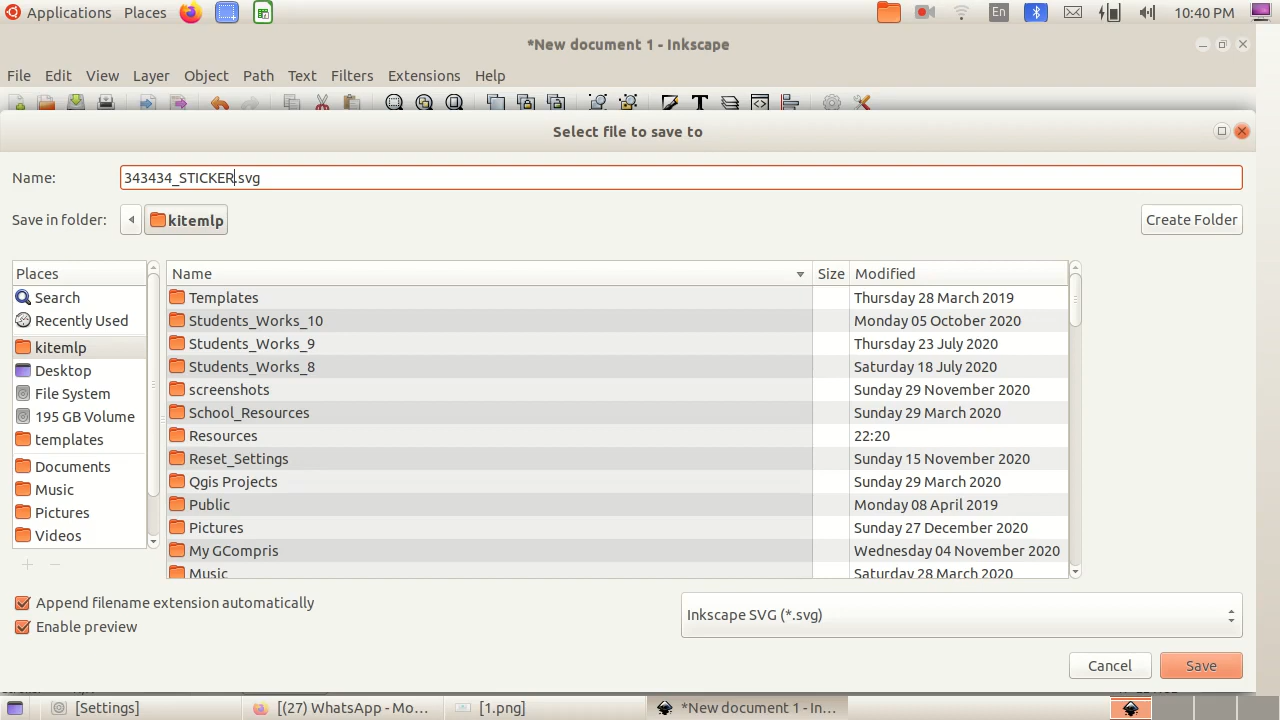 Applications Places En 10:40 PM
*New document 1 - Inkscape
File Edit View Layer Object Path Text Filters Extensions Help
Select file to save to
Name: 343434_STICKER.svg
Save in folder: kitemlp Create Folder
Places Name Size Modified
Search Templates Thursday 28 March 2019
Recently Used Students_Works_10 Monday 05 October 2020
kitemlp Students_Works_9 Thursday 23 July 2020
Desktop Students_Works_8 Saturday 18 July 2020
File System screenshots Sunday 29 November 2020
195 GB Volume School_Resources Sunday 29 March 2020
templates Resources 22:20
Reset_Settings Sunday 15 November 2020
Documents Qgis Projects Sunday 29 March 2020
Music Public Monday 08 April 2019
Pictures Pictures Sunday 27 December 2020
Videos My GCompris Wednesday 04 November 2020
Music Saturday 28 March 2020
Append filename extension automatically
Inkscape SVG (*.svg)
Enable preview
Cancel Save
[Settings] [(27) WhatsApp - Mo... [1.png] *New document 1 - In...